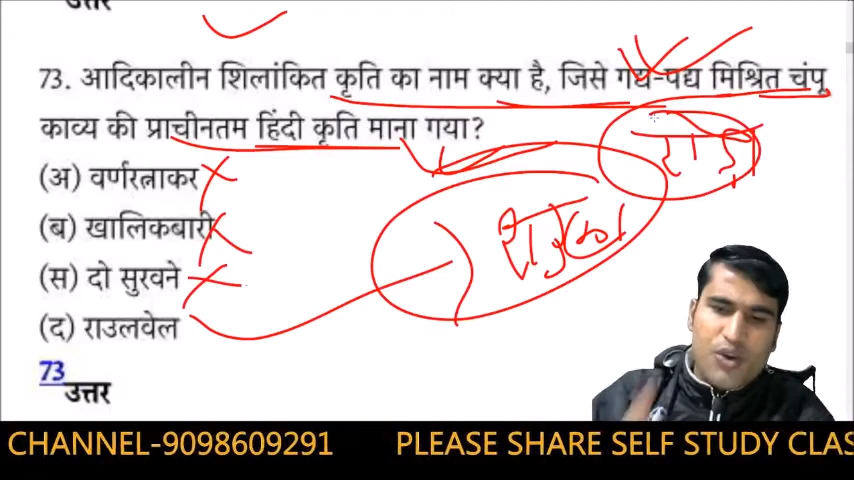 उत्तर
73. आदिकालीन शिलांकित कृति का नाम क्या है, जिसे गद्य-पद्य मिश्रित चंपू
काव्य की प्राचीनतम हिंदी कृति माना गया?
(अ) वर्णरत्नाकर
(ब) खालिकबारी
(स) दो सुरवने
(द) राउलवेल
73
उत्तर
CHANNEL-9098609291 PLEASE SHARE SELF STUDY CLAS